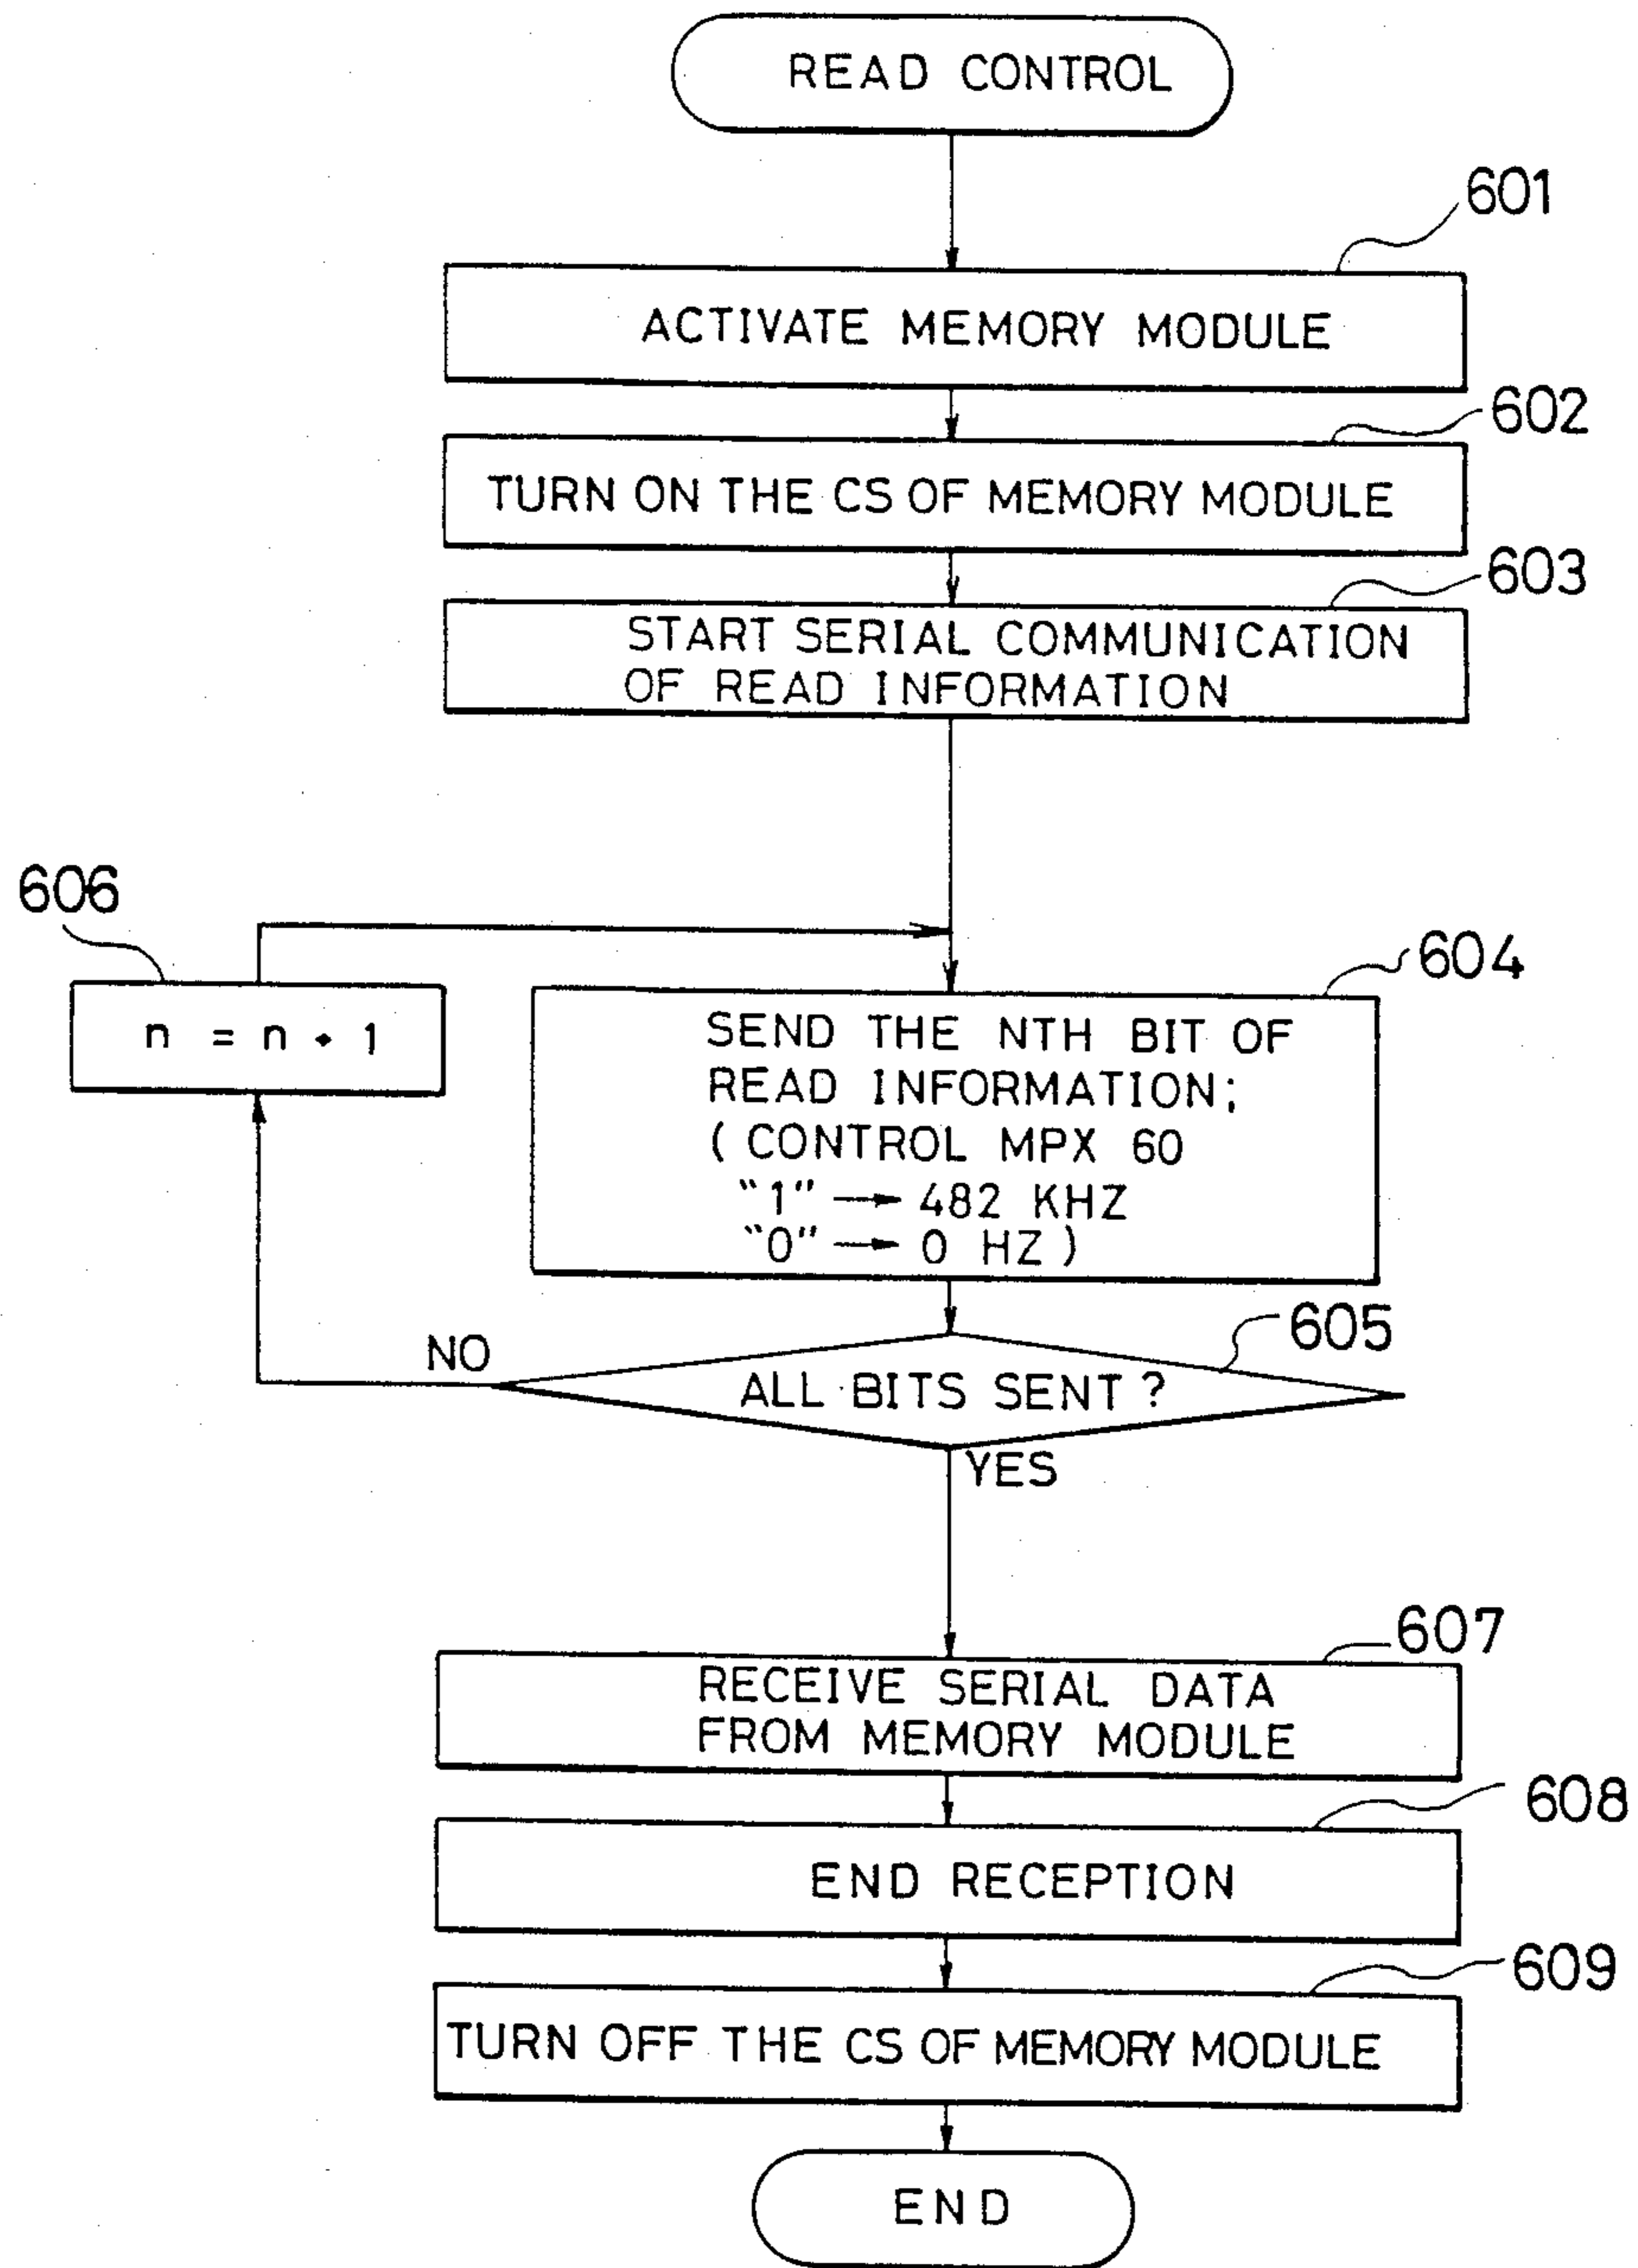 READ CONTROL
601
ACTIVATE MEMORY MODULE
602
TURN ON THE CS OF MEMORY MODULE
603
START SERIAL COMMUNICATION
OF READ INFORMATION
606
n = n + 1
604
SEND THE NTH BIT OF
READ INFORMATION;
( CONTROL MPX 60
"1" → 482 KHZ
"0" → 0 HZ )
605
NO
ALL BITS SENT ?
YES
607
RECEIVE SERIAL DATA
FROM MEMORY MODULE
608
END RECEPTION
609
TURN OFF THE CS OF MEMORY MODULE
END